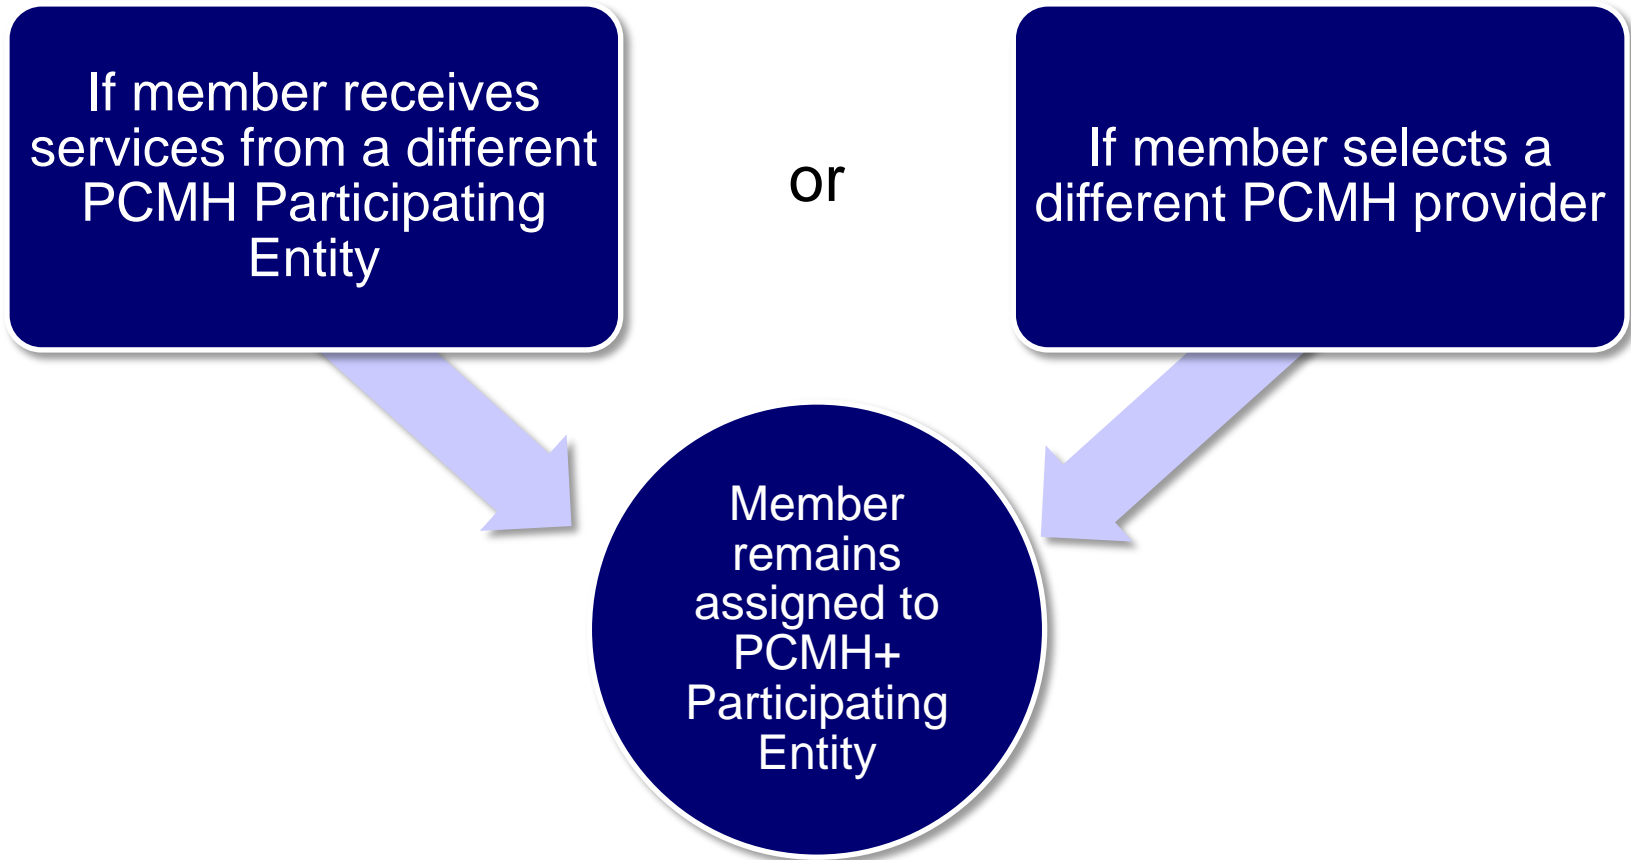 If member receives
services from a different
PCMH Participating
Entity
or
If member selects a
different PCMH provider
Member
remains
assigned to
PCMH+
Participating
Entity